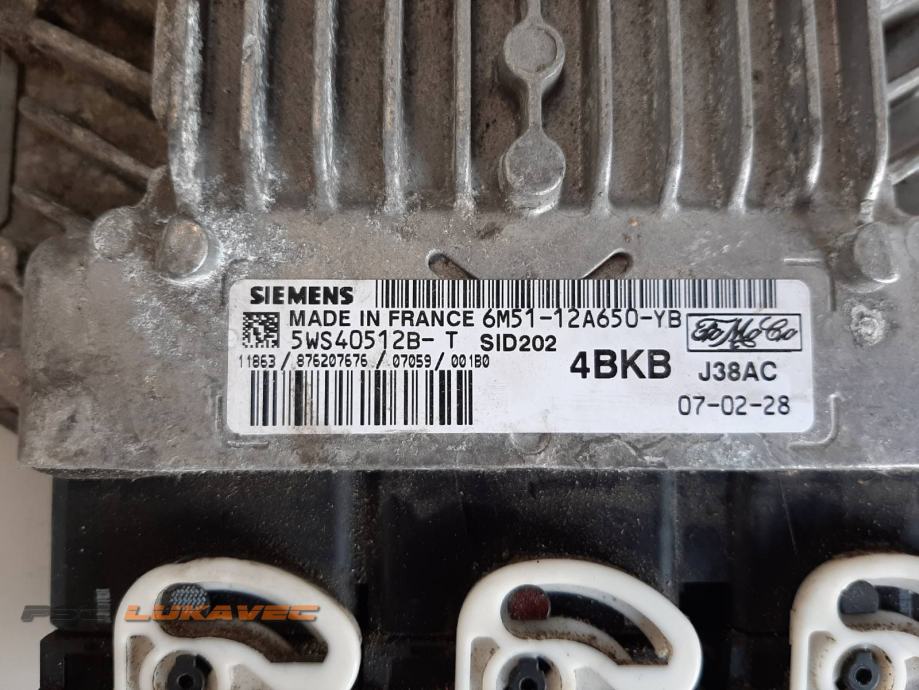 SIEMENS
MADE IN FRANCE 6M51-12A650-YB
5WS40512B- T SID202
11863 / 876207676 / 07059 / 001B0
4BKB J38AC
07-02-28
FoMoCo
LUKAVEC